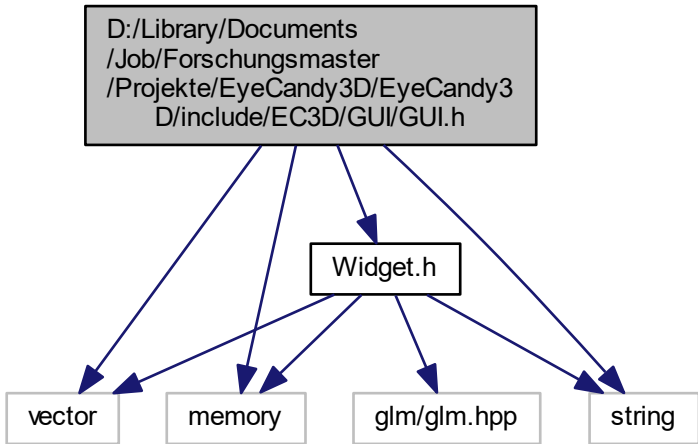 D:/Library/Documents
/Job/Forschungsmaster
/Projekte/EyeCandy3D/EyeCandy3
D/include/EC3D/GUI/GUI.h
Widget.h
vector
memory
glm/glm.hpp
string